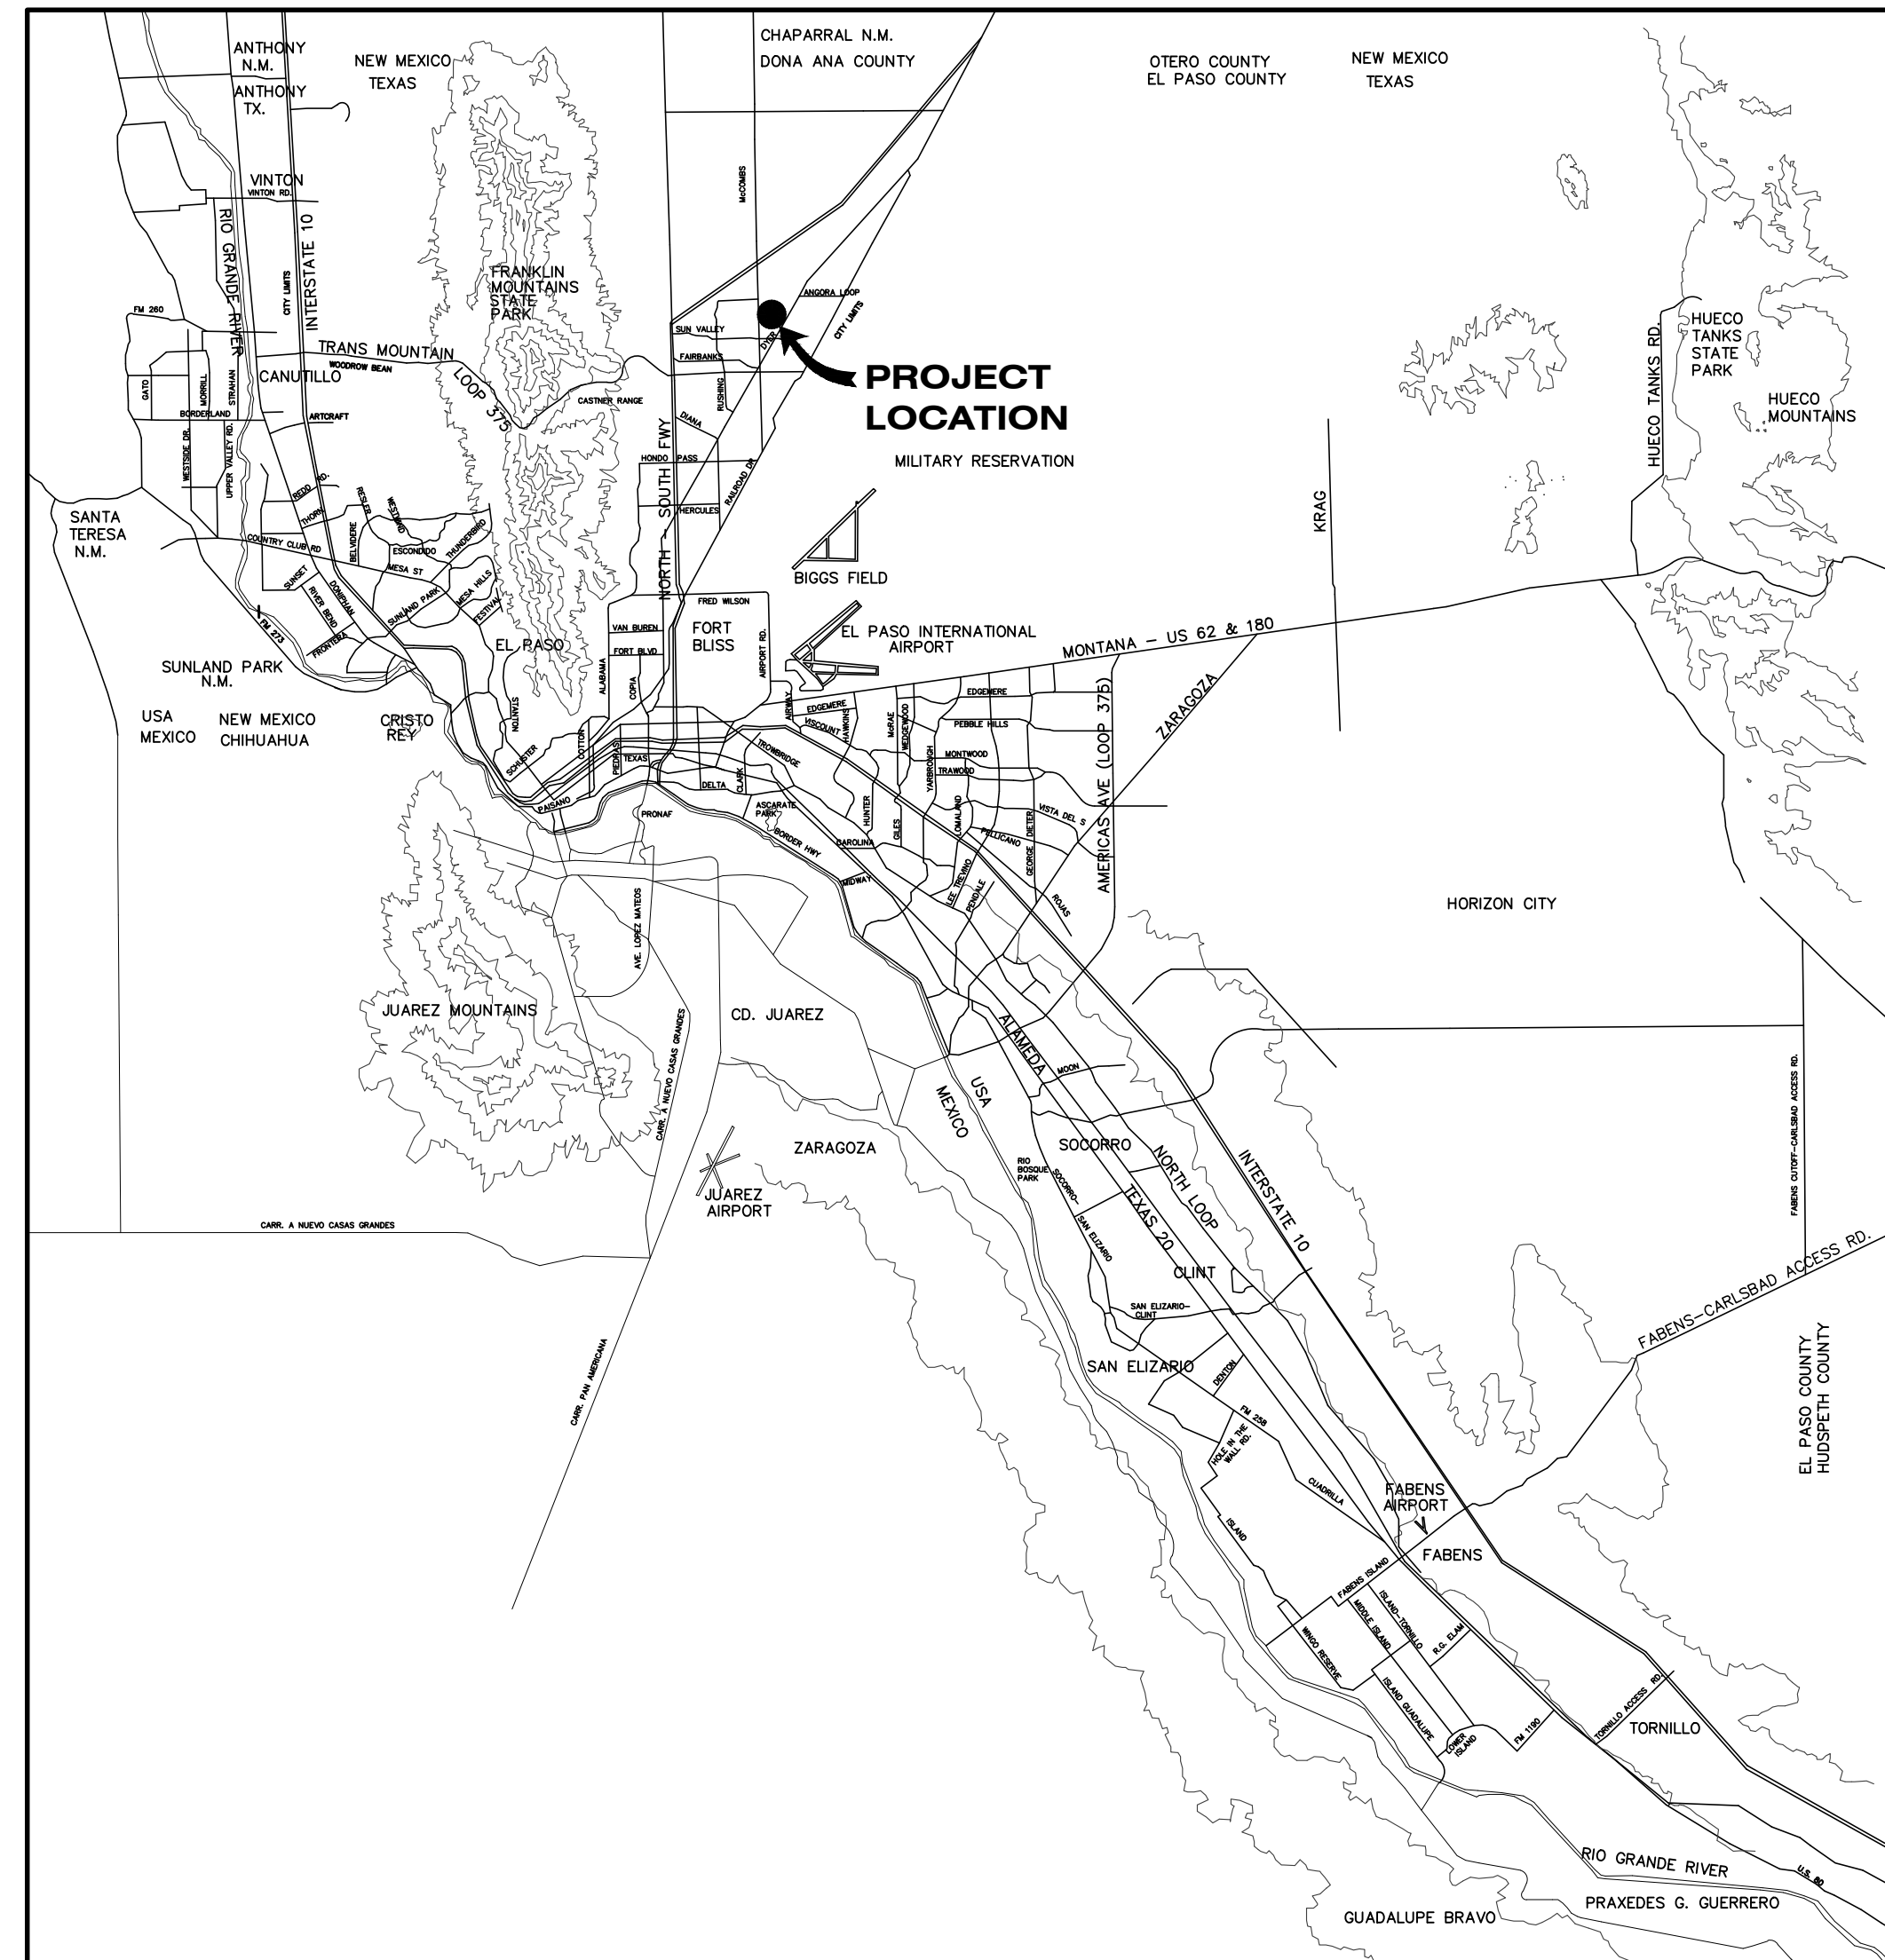 CHAPARRAL N.M.
DONA ANA COUNTY
ANTHONY
N.M.
ANTHONY
TX.
NEW MEXICO
TEXAS
OTERO COUNTY
EL PASO COUNTY
NEW MEXICO
TEXAS
VINTON
VINTON RD.
McCOMBS
RIO GRANDE RIVER
CITY LIMITS
INTERSTATE 10
FRANKLIN
MOUNTAINS
STATE
PARK
ANGORA LOOP
CITY LIMITS
FM 260
SUN VALLEY
DYER
FAIRBANKS
RUSHING
TRANS MOUNTAIN
WOODROW BEAN
LOOP 375
CANUTILLO
GATO
MORRILL
STRAHAN
BORDERLAND
ARTCRAFT
CASTNER RANGE
DIANA
PROJECT
LOCATION
MILITARY RESERVATION
HUECO TANKS RD.
HUECO
TANKS
STATE
PARK
HUECO
MOUNTAINS
WESTSIDE DR.
UPPER VALLEY RD.
HONDO PASS
NORTH - SOUTH FWY
RAILROAD DR
HERCULES
KRAG
SANTA
TERESA
N.M.
REDD RD.
THORN
RESLER
WESTWIND
BELVIDERE
ESCONDIDO
THUNDERBIRD
COUNTRY CLUB RD
MESA ST
BIGGS FIELD
SUNSET
RIVER BEND
DONIPHAN
SUNLAND PARK
MESA HILLS
FESTIVAL
FM 273
FRONTERA
FRED WILSON
VAN BUREN
FORT BLVD
FORT
BLISS
AIRPORT RD.
EL PASO INTERNATIONAL
AIRPORT
MONTANA - US 62 & 180
EL PASO
ALABAMA
COPIA
SUNLAND PARK
N.M.
USA
MEXICO
NEW MEXICO
CHIHUAHUA
CRISTO
REY
STANTON
SCHUSTER
COTTON
PIEDRAS
TEXAS
PAISANO
AIRWAY
EDGEMERE
VISCOUNT
HAWKINS
McRAE
WEDGEWOOD
EDGEMERE
PEBBLE HILLS
MONTWOOD
TRAWOOD
YARBROUGH
TROWBRIDGE
DELTA
CLARK
ASCARATE
PARK
PRONAF
BORDER HWY
HUNTER
GILES
CAROLINA
MIDWAY
LOMALAND
VISTA DEL S
PELLICANO
GEORGE DIETER
LEE TREVINO
PENDALE
ROJAS
AMERICAS AVE (LOOP 375)
ZARAGOZA
HORIZON CITY
AVE. LOPEZ MATEOS
JUAREZ MOUNTAINS
CD. JUAREZ
CARR. A NUEVO CASAS GRANDES
ALAMEDA
MOON
USA
MEXICO
ZARAGOZA
JUAREZ
AIRPORT
SOCORRO
RIO
BOSQUE
PARK
SOCORRO-
SAN ELIZARIO
NORTH LOOP
TEXAS 20
INTERSTATE 10
FABENS CUTOFF-CARLSBAD ACCESS RD.
CARR. A NUEVO CASAS GRANDES
CLINT
SAN ELIZARIO-
CLINT
FABENS-CARLSBAD ACCESS RD.
CARR. PAN AMERICANA
SAN ELIZARIO
DENTON
EL PASO COUNTY
HUDSPETH COUNTY
FM 258
HOLE IN THE
WALL RD.
CUADRILLA
ISLAND
FABENS
AIRPORT
FABENS
FABENS ISLAND
ISLAND-TORNILLO
MIDDLE ISLAND
R.G. ELAM
WINGO RESERVE
ISLAND GUADALUPE
LOWER
ISLAND
FM 1190
TORNILLO ACCESS RD.
TORNILLO
RIO GRANDE RIVER
U.S. 80
PRAXEDES G. GUERRERO
GUADALUPE BRAVO